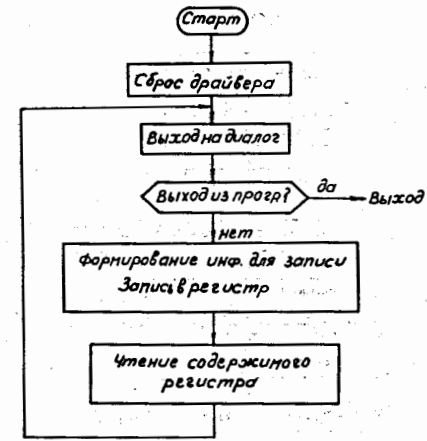 Старт
Сброс драйвера
Выход на диалог
Выход из прогр?
да
Выход
нет
Формирование инф. для записи
Запись в регистр
Чтение содержимого
регистра